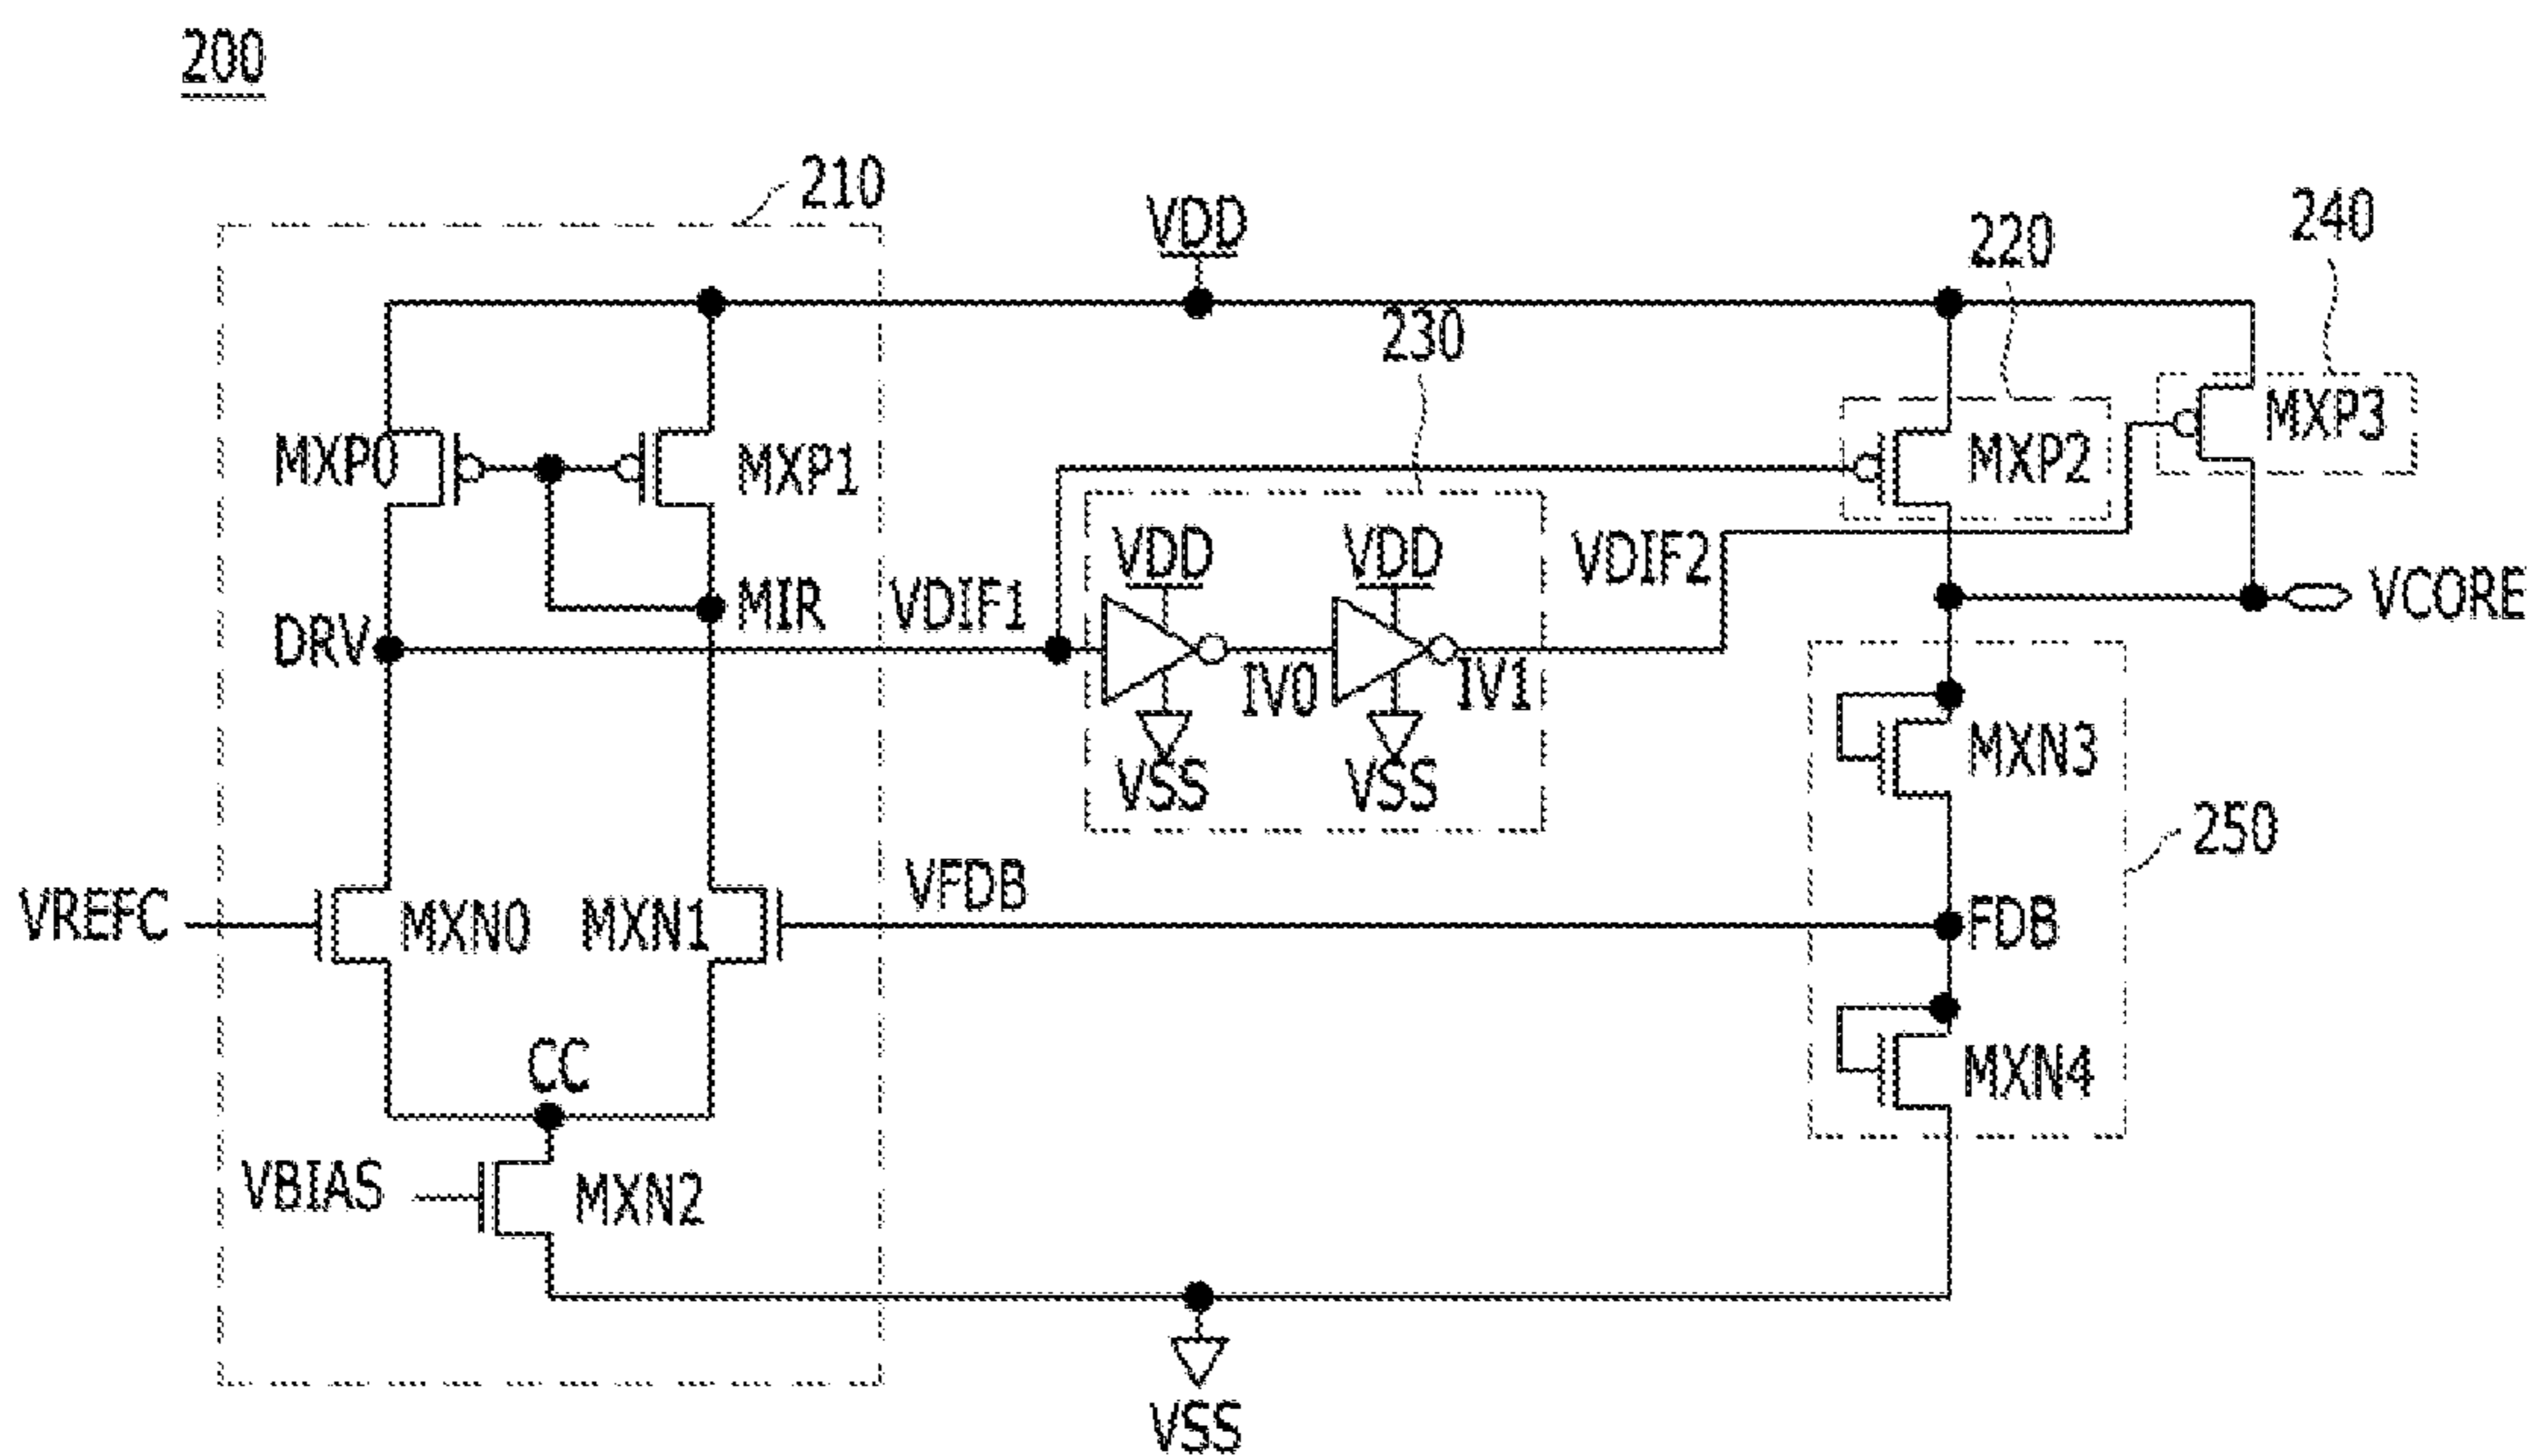 200
210
VDD
220
240
230
MXP0
MXP1
MXP2
MXP3
VDD
VDD
VDIF2
MIR
VDIF1
VCORE
DRV
IV0
IV1
VSS
VSS
MXN3
250
VREFC
MXN0
MXN1
VFDB
FDB
CC
MXN4
VBIAS
MXN2
VSS